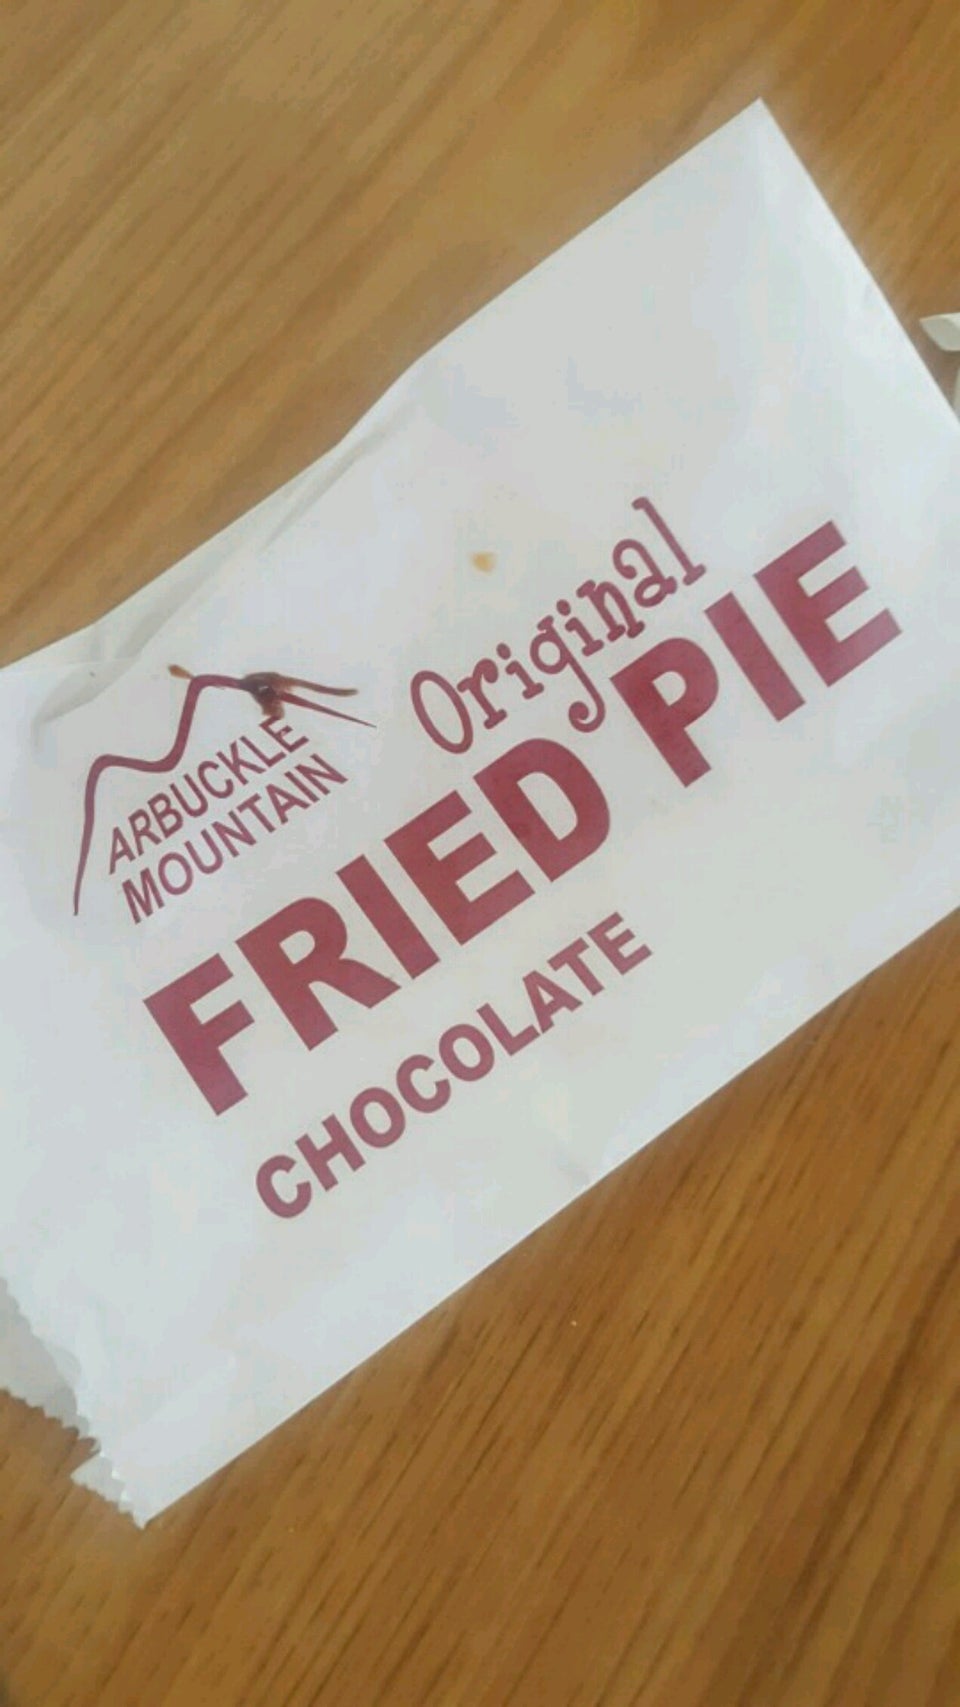 ARBUCKLE
MOUNTAIN
Original
FRIED PIE
CHOCOLATE